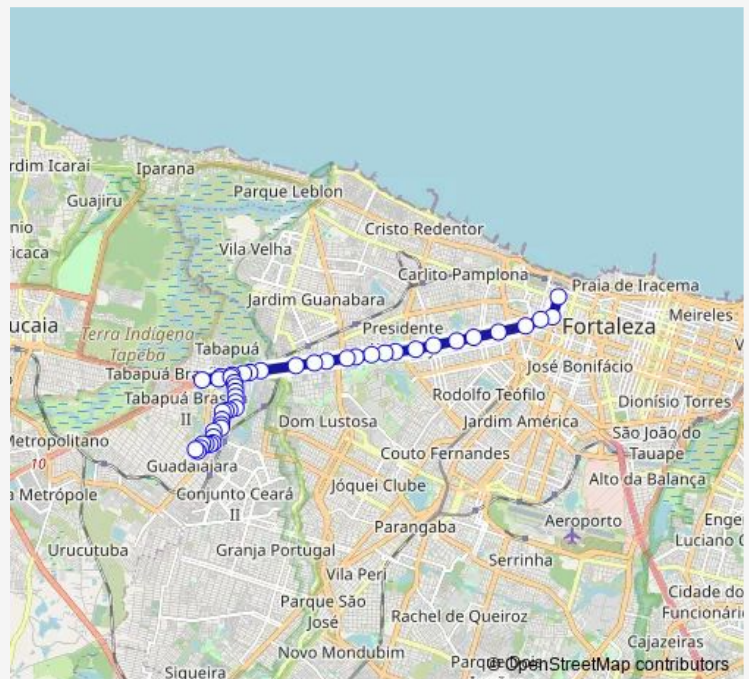 rdim Icaraí
Iparana
Guajiru
Parque Leblon
nio
ricaca
Cristo Redentor
Vila Velha
Carlito Pamplona
Praia de Iracema
Jardim Guanabara
Meireles
ucaia
Terra Indígena
Tapeba
Presidente
Fortaleza
Tabapuá
V
José Bonifácio
Tabapuá Bra
Tabapuá Bras
II
Rodolfo Teófilo
Dionísio Torres
Dom Lustosa
Jardim América
São João do
Tauape
Metropolitano
10
Couto Fernandes
Guadalajara
Alto da Balança
a Metrópole
Conjunto Ceará
II
Jóquei Clube
Parangaba
Aeroporto
Enge
Luciano C
Urucutuba
Granja Portugal
Serrinha
Vila Peri
Cidade do
Funcionári
Parque São
José
Rachel de Queiroz
Cajazeiras
Novo Mondubim
Siqueira
© OpenStreetMap contributors